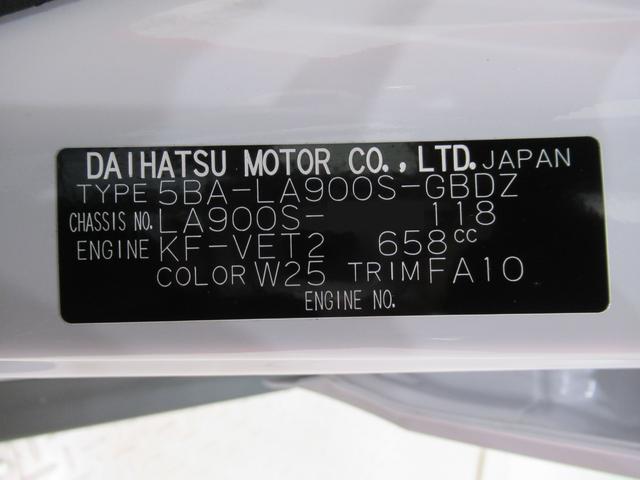 DAIHATSU MOTOR CO., LTD. JAPAN
TYPE 5BA-LA900S-GBDZ
CHASSIS NO. LA900S- 118
ENGINE KF-VET2 658cc
COLOR W25 TRIM FA10
ENGINE NO.